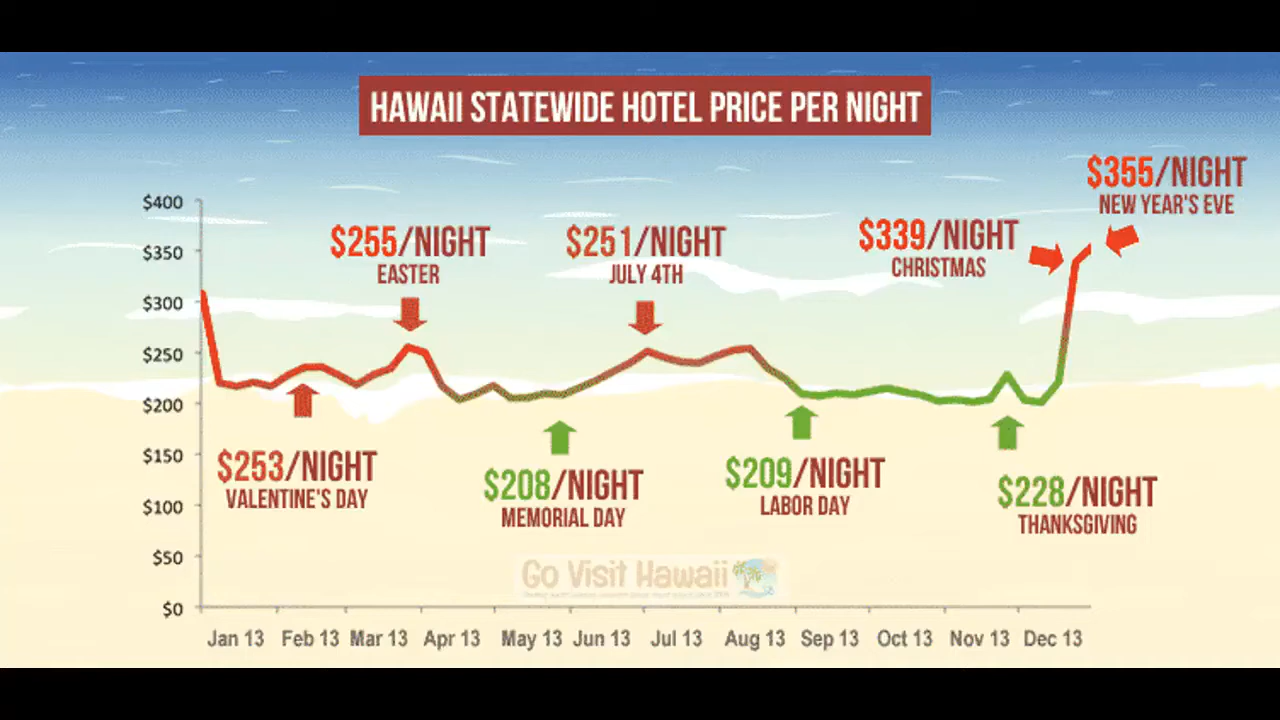 HAWAII STATEWIDE HOTEL PRICE PER NIGHT
$355/NIGHT
NEW YEAR'S EVE
$339/NIGHT
CHRISTMAS
$255/NIGHT
EASTER
$251/NIGHT
JULY 4TH
$400
$350
$300
$250
$200
$150
$100
$50
$0
$253/NIGHT
VALENTINE'S DAY
$208/NIGHT
MEMORIAL DAY
$209/NIGHT
LABOR DAY
$228/NIGHT
THANKSGIVING
Go Visit Hawaii
Jan 13 Feb 13 Mar 13 Apr 13 May 13 Jun 13 Jul 13 Aug 13 Sep 13 Oct 13 Nov 13 Dec 13